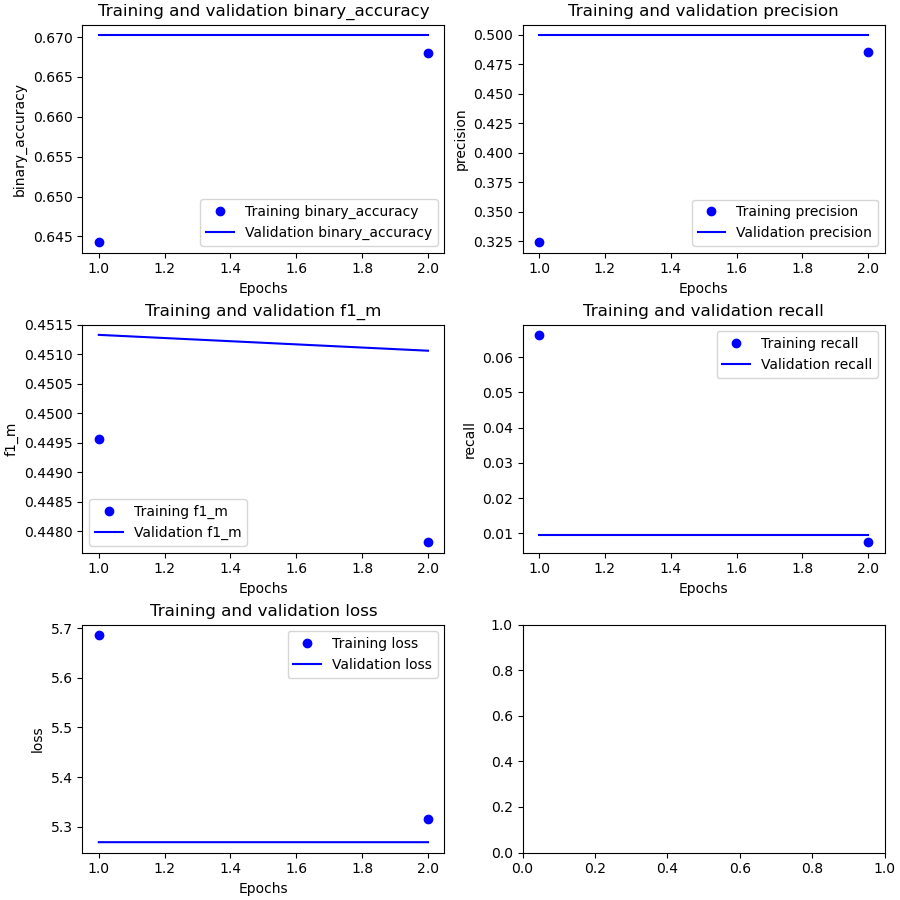 Training and validation binary_accuracy
binary_accuracy
0.670
0.665
0.660
0.655
0.650
0.645
Training binary_accuracy
Validation binary_accuracy
1.0 1.2 1.4 1.6 1.8 2.0
Epochs
Training and validation precision
precision
0.500
0.475
0.450
0.425
0.400
0.375
0.350
0.325
Training precision
Validation precision
1.0 1.2 1.4 1.6 1.8 2.0
Epochs
Training and validation f1_m
f1_m
0.4515
0.4510
0.4505
0.4500
0.4495
0.4490
0.4485
0.4480
Training f1_m
Validation f1_m
1.0 1.2 1.4 1.6 1.8 2.0
Epochs
Training and validation recall
recall
0.06
0.05
0.04
0.03
0.02
0.01
Training recall
Validation recall
1.0 1.2 1.4 1.6 1.8 2.0
Epochs
Training and validation loss
loss
5.7
5.6
5.5
5.4
5.3
Training loss
Validation loss
1.0 1.2 1.4 1.6 1.8 2.0
Epochs
1.0
0.8
0.6
0.4
0.2
0.0
0.0 0.2 0.4 0.6 0.8 1.0